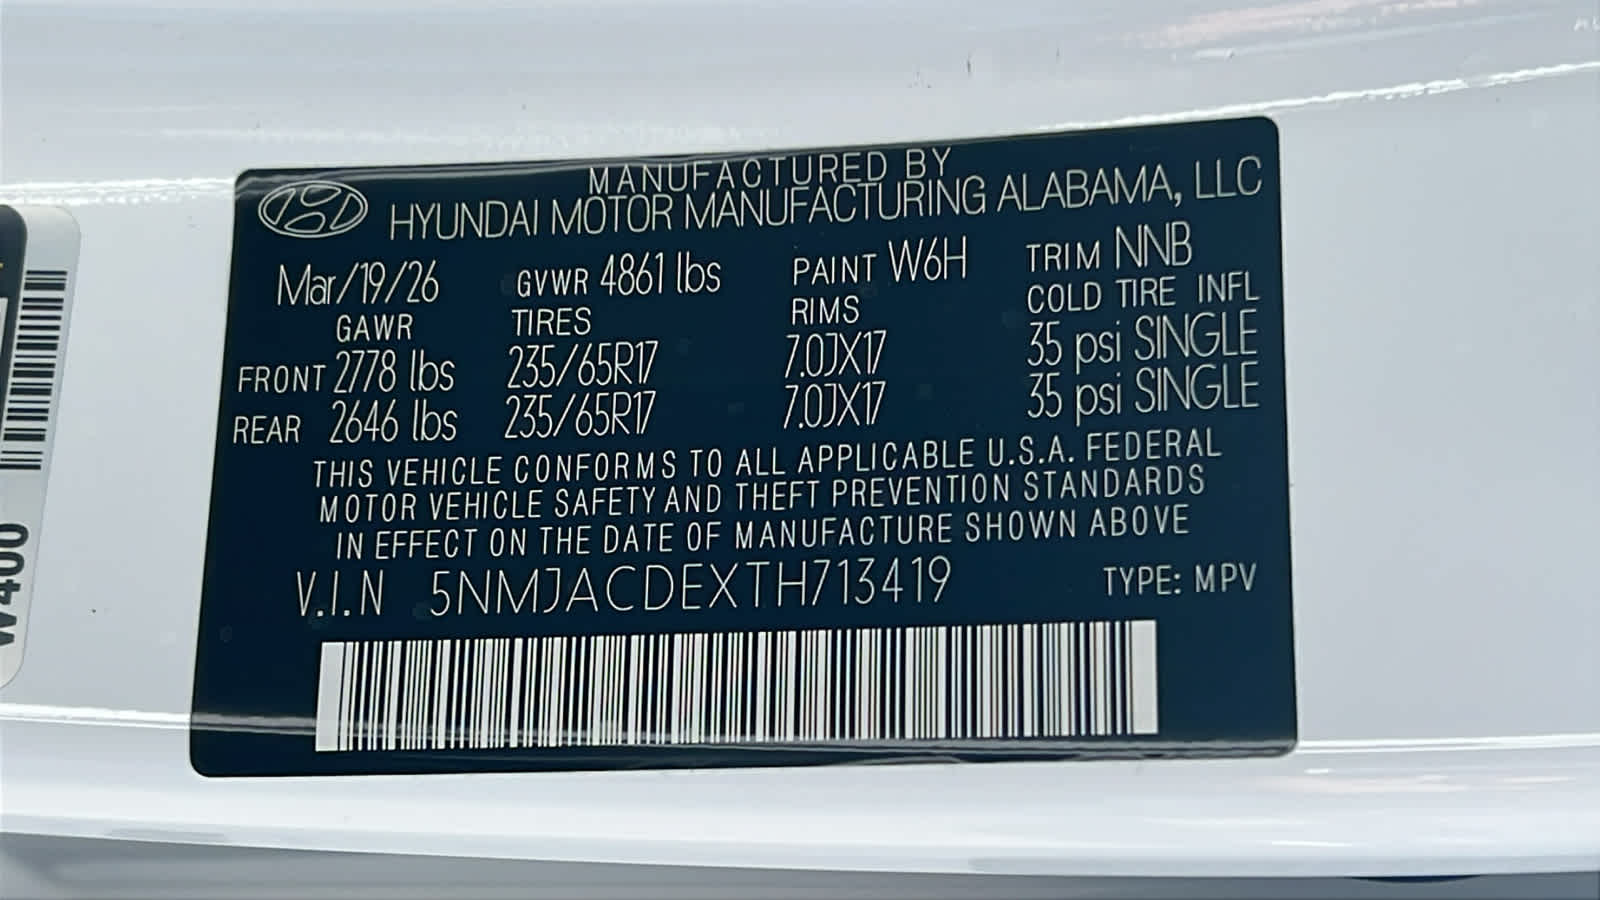 MANUFACTURED BY
HYUNDAI MOTOR MANUFACTURING ALABAMA, LLC
Mar/19/26 GVWR 4861 lbs PAINT W6H TRIM NNB
GAWR TIRES RIMS COLD TIRE INFL
FRONT 2778 lbs 235/65R17 7.0JX17 35 psi SINGLE
REAR 2646 lbs 235/65R17 7.0JX17 35 psi SINGLE
THIS VEHICLE CONFORMS TO ALL APPLICABLE U.S.A. FEDERAL
MOTOR VEHICLE SAFETY AND THEFT PREVENTION STANDARDS
IN EFFECT ON THE DATE OF MANUFACTURE SHOWN ABOVE
V.I.N 5NMJACDEXTH713419 TYPE: MPV
W400